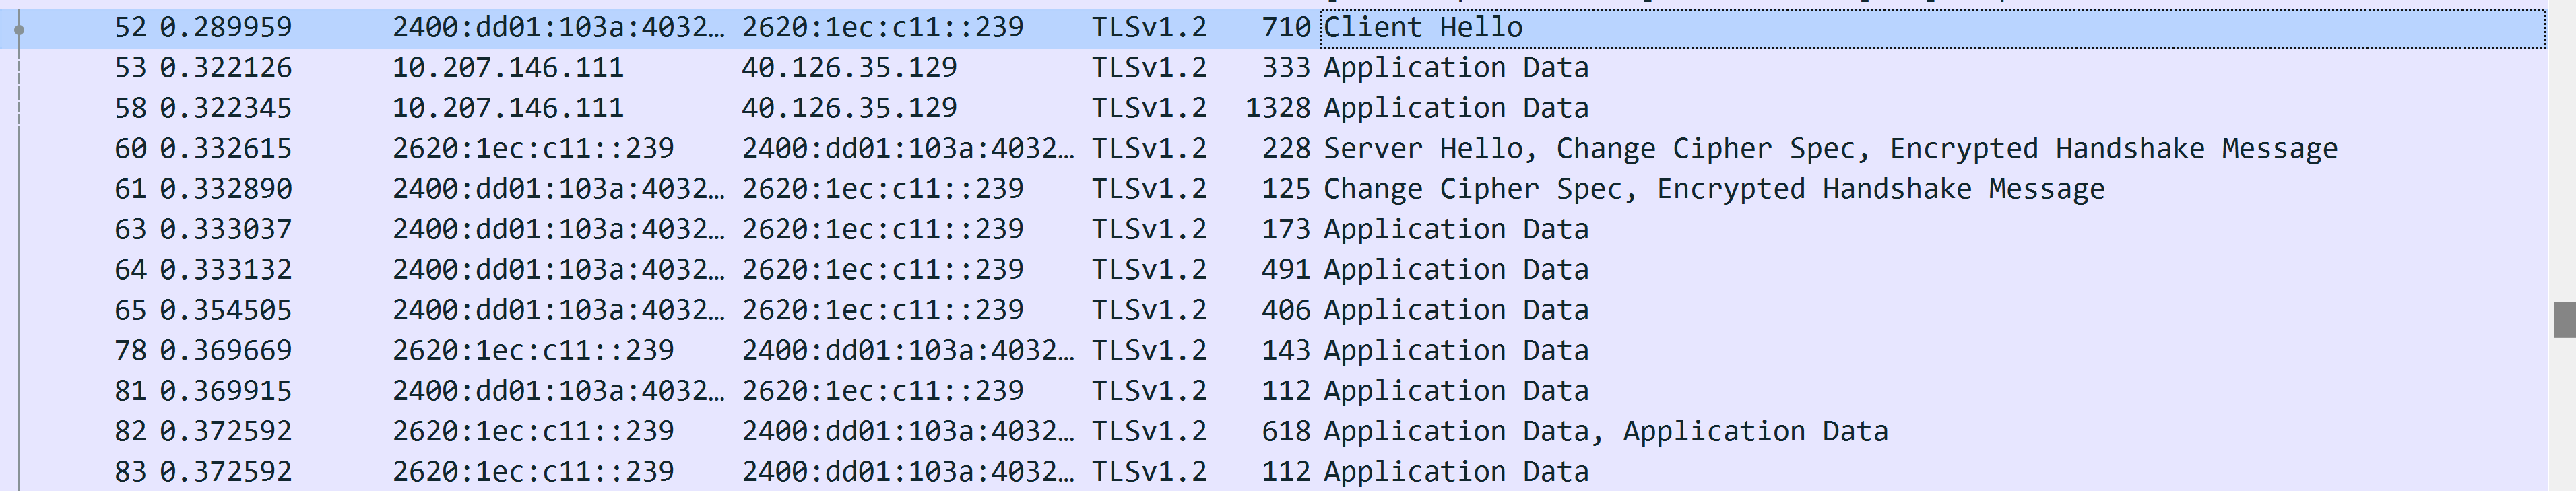 52 0.289959 2400:dd01:103a:4032… 2620:1ec:c11::239 TLSv1.2 710 Client Hello
53 0.322126 10.207.146.111 40.126.35.129 TLSv1.2 333 Application Data
58 0.322345 10.207.146.111 40.126.35.129 TLSv1.2 1328 Application Data
60 0.332615 2620:1ec:c11::239 2400:dd01:103a:4032… TLSv1.2 228 Server Hello, Change Cipher Spec, Encrypted Handshake Message
61 0.332890 2400:dd01:103a:4032… 2620:1ec:c11::239 TLSv1.2 125 Change Cipher Spec, Encrypted Handshake Message
63 0.333037 2400:dd01:103a:4032… 2620:1ec:c11::239 TLSv1.2 173 Application Data
64 0.333132 2400:dd01:103a:4032… 2620:1ec:c11::239 TLSv1.2 491 Application Data
65 0.354505 2400:dd01:103a:4032… 2620:1ec:c11::239 TLSv1.2 406 Application Data
78 0.369669 2620:1ec:c11::239 2400:dd01:103a:4032… TLSv1.2 143 Application Data
81 0.369915 2400:dd01:103a:4032… 2620:1ec:c11::239 TLSv1.2 112 Application Data
82 0.372592 2620:1ec:c11::239 2400:dd01:103a:4032… TLSv1.2 618 Application Data, Application Data
83 0.372592 2620:1ec:c11::239 2400:dd01:103a:4032… TLSv1.2 112 Application Data